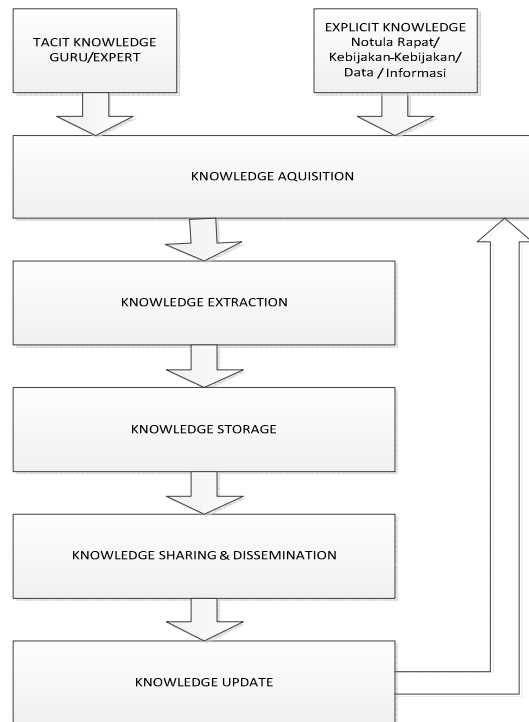 TACIT KNOWLEDGE
GURU/EXPERT
EXPLICIT KNOWLEDGE
Notula Rapat/
Kebijakan-Kebijakan/
Data / Informasi
KNOWLEDGE AQUISITION
KNOWLEDGE EXTRACTION
KNOWLEDGE STORAGE
KNOWLEDGE SHARING & DISSEMINATION
KNOWLEDGE UPDATE